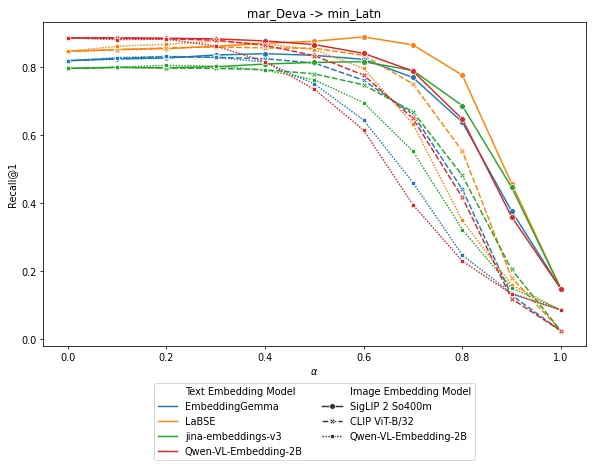 mar_Deva -> min_Latn
Recall@1
0.8
0.6
0.4
0.2
0.0
0.0 0.2 0.4 0.6 0.8 1.0
α
Text Embedding Model
EmbeddingGemma
LaBSE
jina-embeddings-v3
Qwen-VL-Embedding-2B
Image Embedding Model
SigLIP 2 So400m
CLIP ViT-B/32
Qwen-VL-Embedding-2B